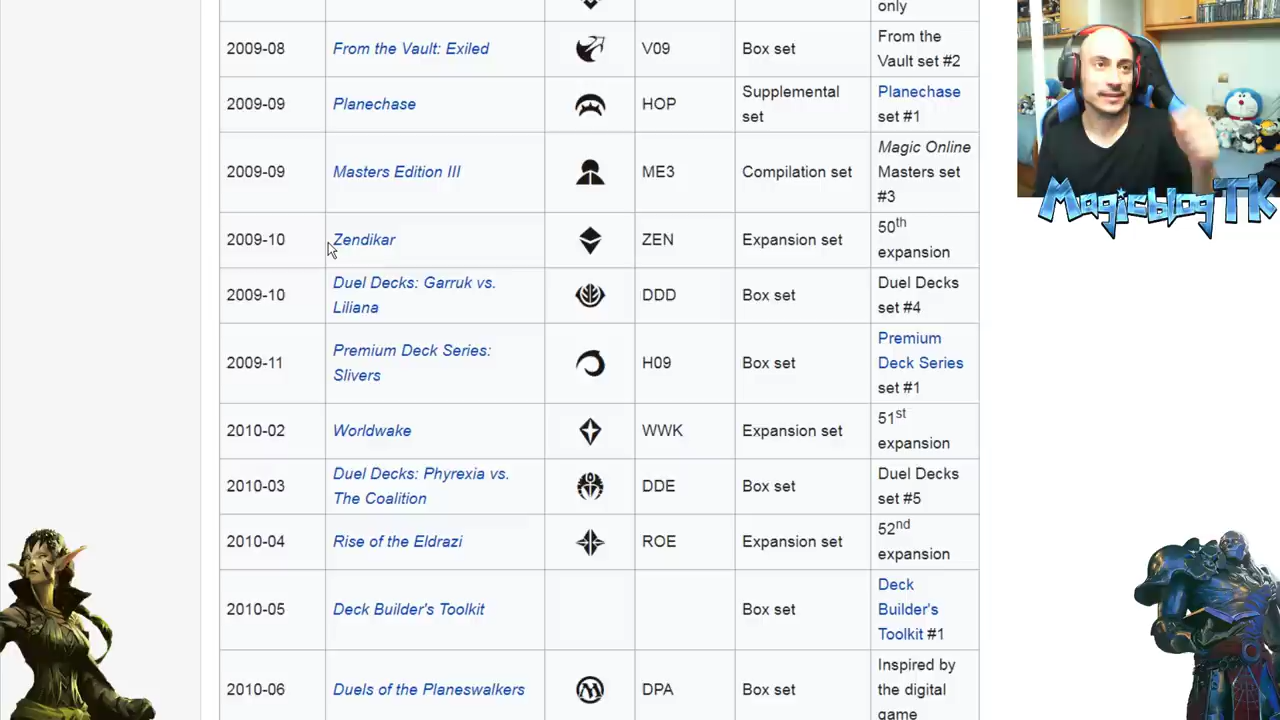 only
2009-08 From the Vault: Exiled V09 Box set From the
Vault set #2
2009-09 Planechase HOP Supplemental
set Planechase
set #1
2009-09 Masters Edition III ME3 Compilation set Magic Online
Masters set
#3
2009-10 Zendikar ZEN Expansion set 50th
expansion
2009-10 Duel Decks: Garruk vs.
Liliana DDD Box set Duel Decks
set #4
2009-11 Premium Deck Series:
Slivers H09 Box set Premium
Deck Series
set #1
2010-02 Worldwake WWK Expansion set 51st
expansion
2010-03 Duel Decks: Phyrexia vs.
The Coalition DDE Box set Duel Decks
set #5
2010-04 Rise of the Eldrazi ROE Expansion set 52nd
expansion
2010-05 Deck Builder's Toolkit Box set Deck
Builder's
Toolkit #1
2010-06 Duels of the Planeswalkers DPA Box set Inspired by
the digital
game
MagicblogTK